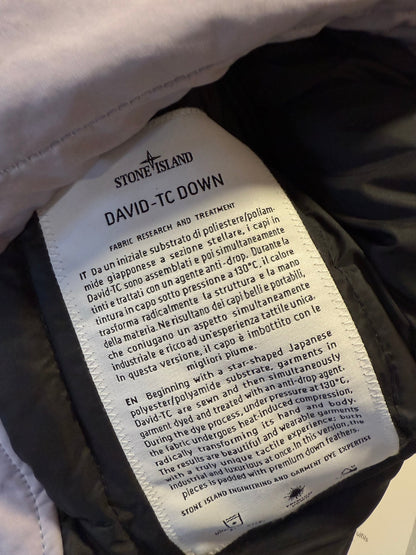 STONE ISLAND
DAVID-TC DOWN
FABRIC RESEARCH AND TREATMENT
IT Da un iniziale substrato di poliestere/poliam-
mide giapponese a sezione stellare, i capi in
David-TC sono assemblati e poi simultaneamente
tinti e trattati con un agente anti-drop. Durante la
tintura in capo sotto pressione a 130°C, il calore
trasforma radicalmente la struttura e la mano
della materia. Ne risultano dei capi belli e portabili,
che coniugano un aspetto simultaneamente
industriale e ricco ad un'esperienza tattile unica.
In questa versione, il capo è imbottito con le
migliori piume.
EN Beginning with a star-shaped Japanese
polyester/polyamide substrate, garments in
David-TC are sewn and then simultaneously
garment dyed and treated with an anti-drop agent.
During the dye process, under pressure at 130°C,
the fabric undergoes heat-induced compression,
radically transforming its hand and body.
The results are beautiful and wearable garments
with a truly unique tactile experience; both
industrial and luxurious at once. In this version, the
pieces is padded with premium down feathers.
STONE ISLAND ENGINEERING AND GARMENT DYE EXPERTISE